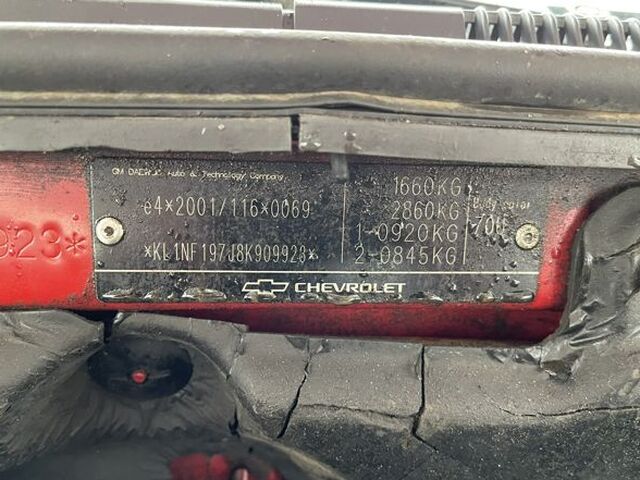 GM DAEWOO Auto & Technology Company
e4*2001/116*0069
*KL1NF197J8K909923*
1660KG
2860KG
1-0920KG
2-0845KG
Body color
70U
CHEVROLET
923*